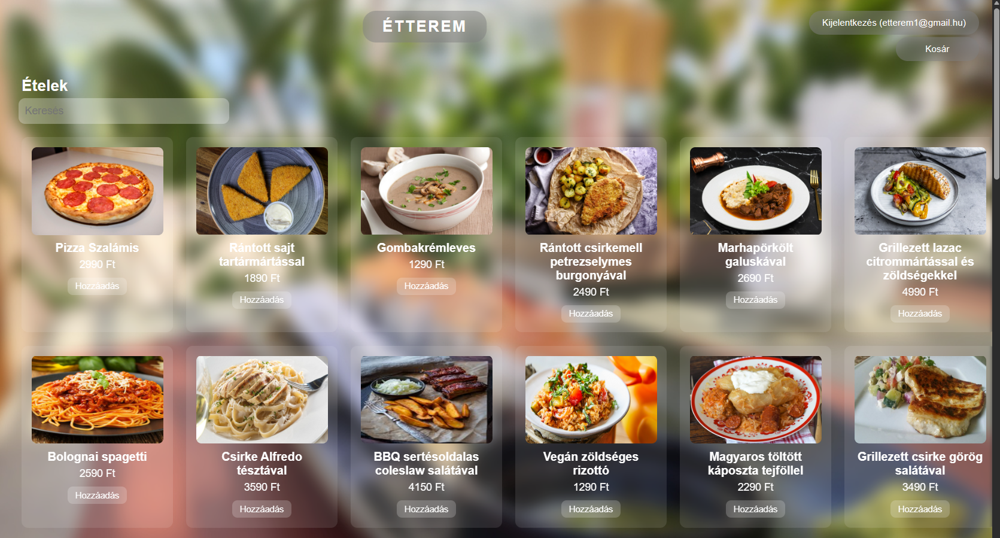 ÉTTEREM
Kijelentkezés (etterem1@gmail.hu)
Kosár
Ételek
Keresés
Pizza Szalámis
2990 Ft
Hozzáadás
Rántott sajt
tartármártással
1890 Ft
Hozzáadás
Gombakrémleves
1290 Ft
Hozzáadás
Rántott csirkemell
petrezselymes
burgonyával
2490 Ft
Hozzáadás
Marhapörkölt
galuskával
2690 Ft
Hozzáadás
Grillezett lazac
citrommártással és
zöldségekkel
4990 Ft
Hozzáadás
Bolognai spagetti
2590 Ft
Hozzáadás
Csirke Alfredo
tésztával
3590 Ft
Hozzáadás
BBQ sertésoldalas
coleslaw salátával
4150 Ft
Hozzáadás
Vegán zöldséges
rizottó
1290 Ft
Hozzáadás
Magyaros töltött
káposzta tejföllel
2290 Ft
Hozzáadás
Grillezett csirke görög
salátával
3490 Ft
Hozzáadás